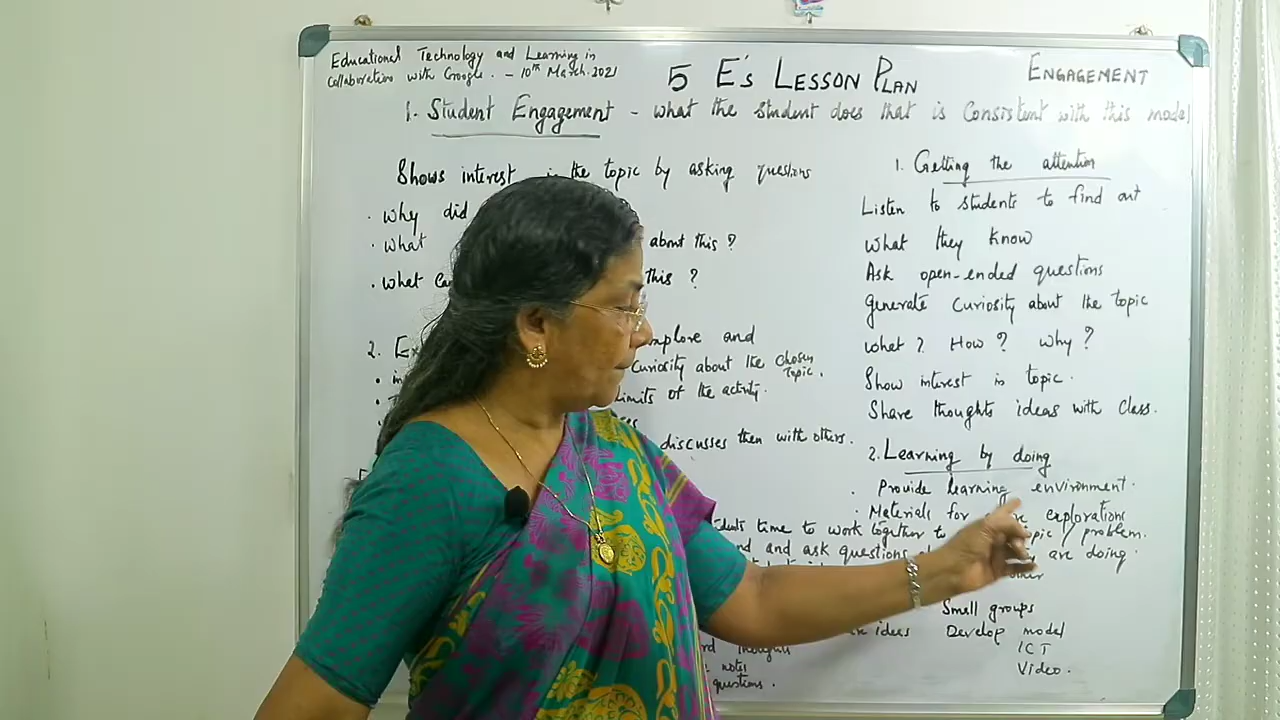 Educational Technology and Learning in
Collaboration with Google. - 10th March. 2021
5 E's LESSON PLAN
ENGAGEMENT
1. Student Engagement - what the student does that is Consistent with this model
Shows interest in the topic by asking questions
. Why did
. What about this ?
. What this ?
2. explore and
Curiosity about the chosen topic .
Limits of the activity.
discusses then with others.
1. Getting the attention
Listen to students to find out
what they know
Ask open-ended questions
Generate Curiosity about the topic
what ? How ? Why ?
Show interest in topic .
Share thoughts ideas with Class.
2. Learning by doing
. Provide learning environment.
. Materials for explorations
time to work together to problem.
and ask questions are doing.
Small groups
ideas Develop model
ICT
thoughts
notes
Video .
questions .